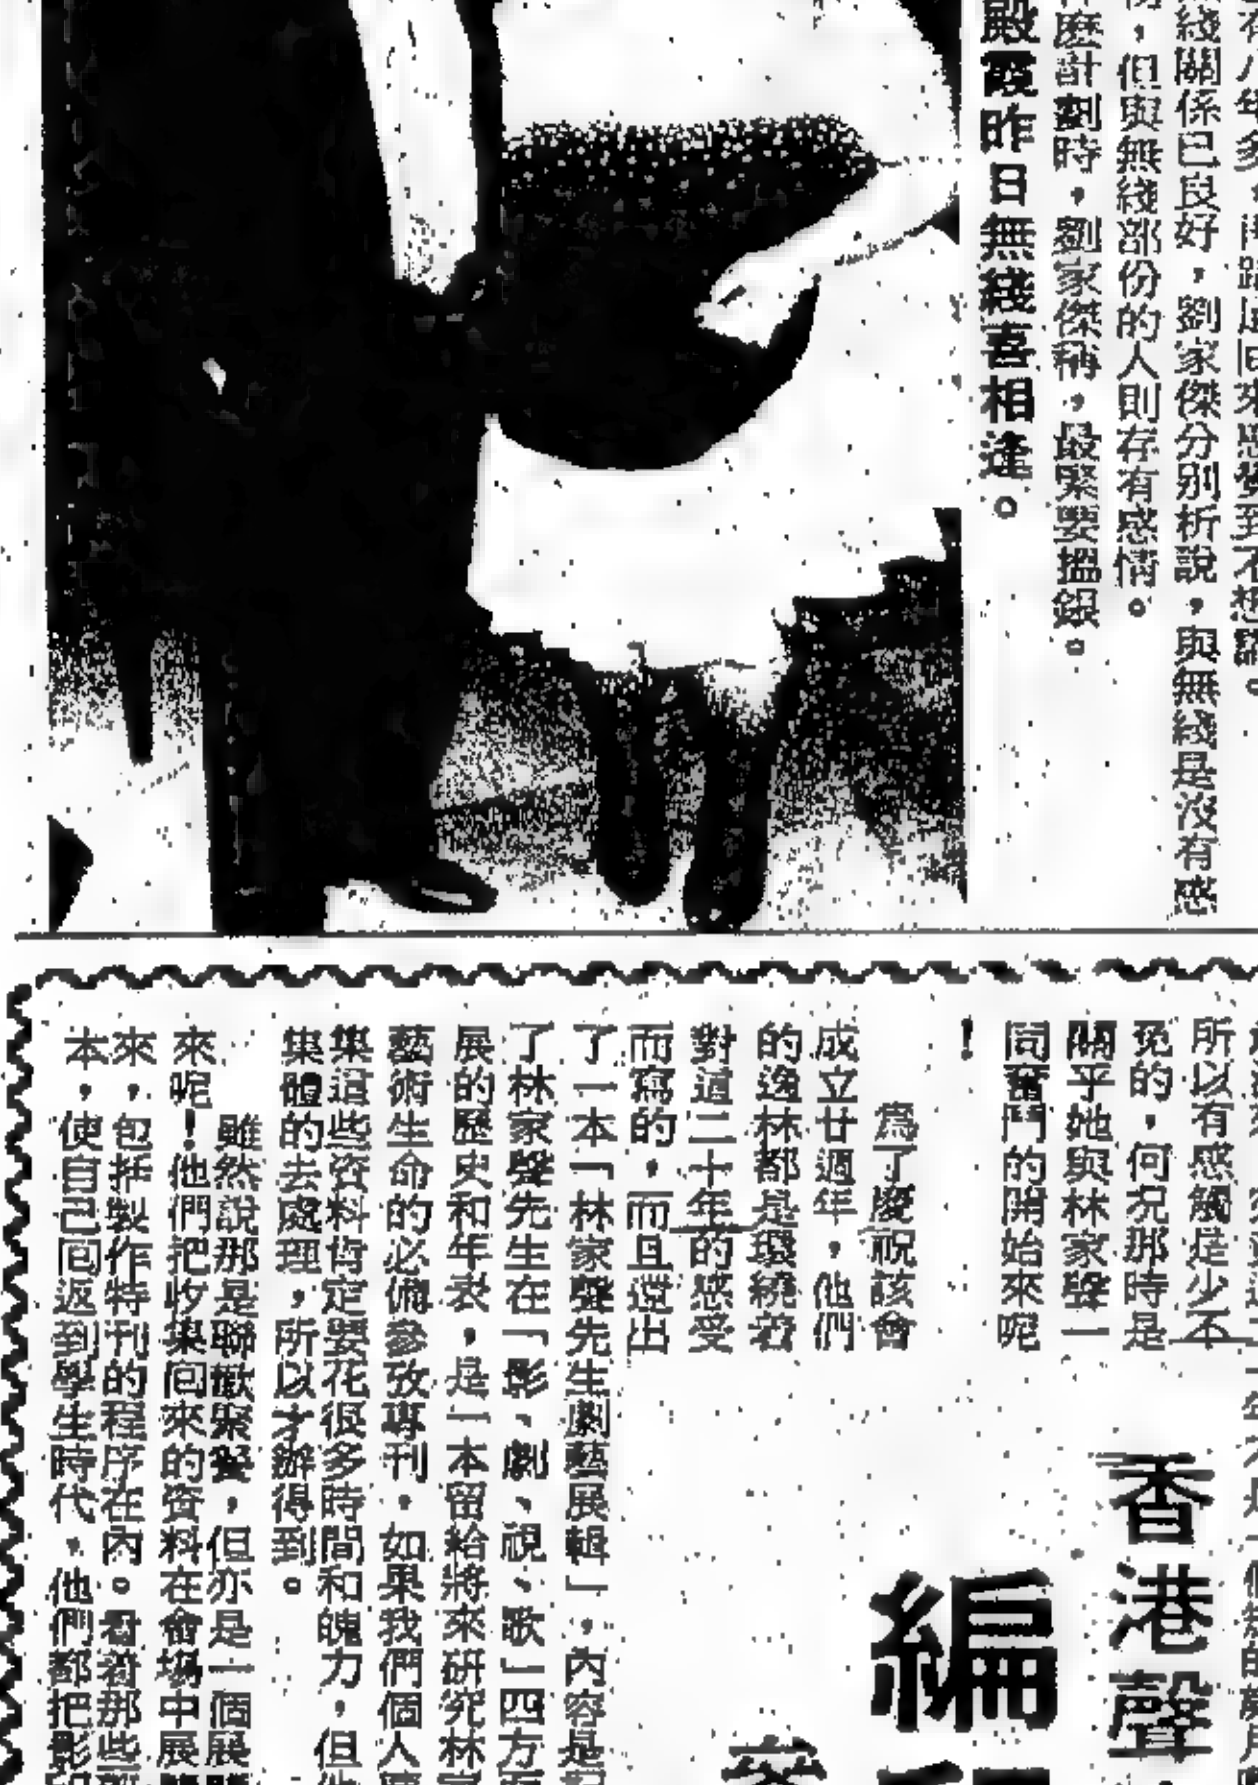 年多，
無綫關係已良好，劉家傑分別析說，與無綫是沒有感
，但與無綫部份的人則存有感情。
麼計劃時，劉家傑稱，最緊要搵銀。
殿霞昨日無綫喜相逢。
所以有感觸是少不
免的，何況那時是
關乎她與林家聲一
同奮鬥的開始來呢
！
為了慶祝該會
成立廿週年，他們
的逸林都是環繞着
對這二十年的感受
而寫的，而且還出
了一本「林家聲先生劇藝展輯」，內容是
了林家聲先生在「影、劇、視、歌」四方
展的歷史和年表，是一本留給將來研究林
藝術生命的必備參攷專刊。如果我們個人
集這些資料肯定要花很多時間和魄力，但
集體的去處理，所以才辦得到。
雖然說那是聯歡聚餐，但亦是一個展
來呢！他們把收集回來的資料在會場中展
來，包括製作特刊的程序在內。看着那些
本，使自己回返到學生時代，他們都把影
香港聲
編